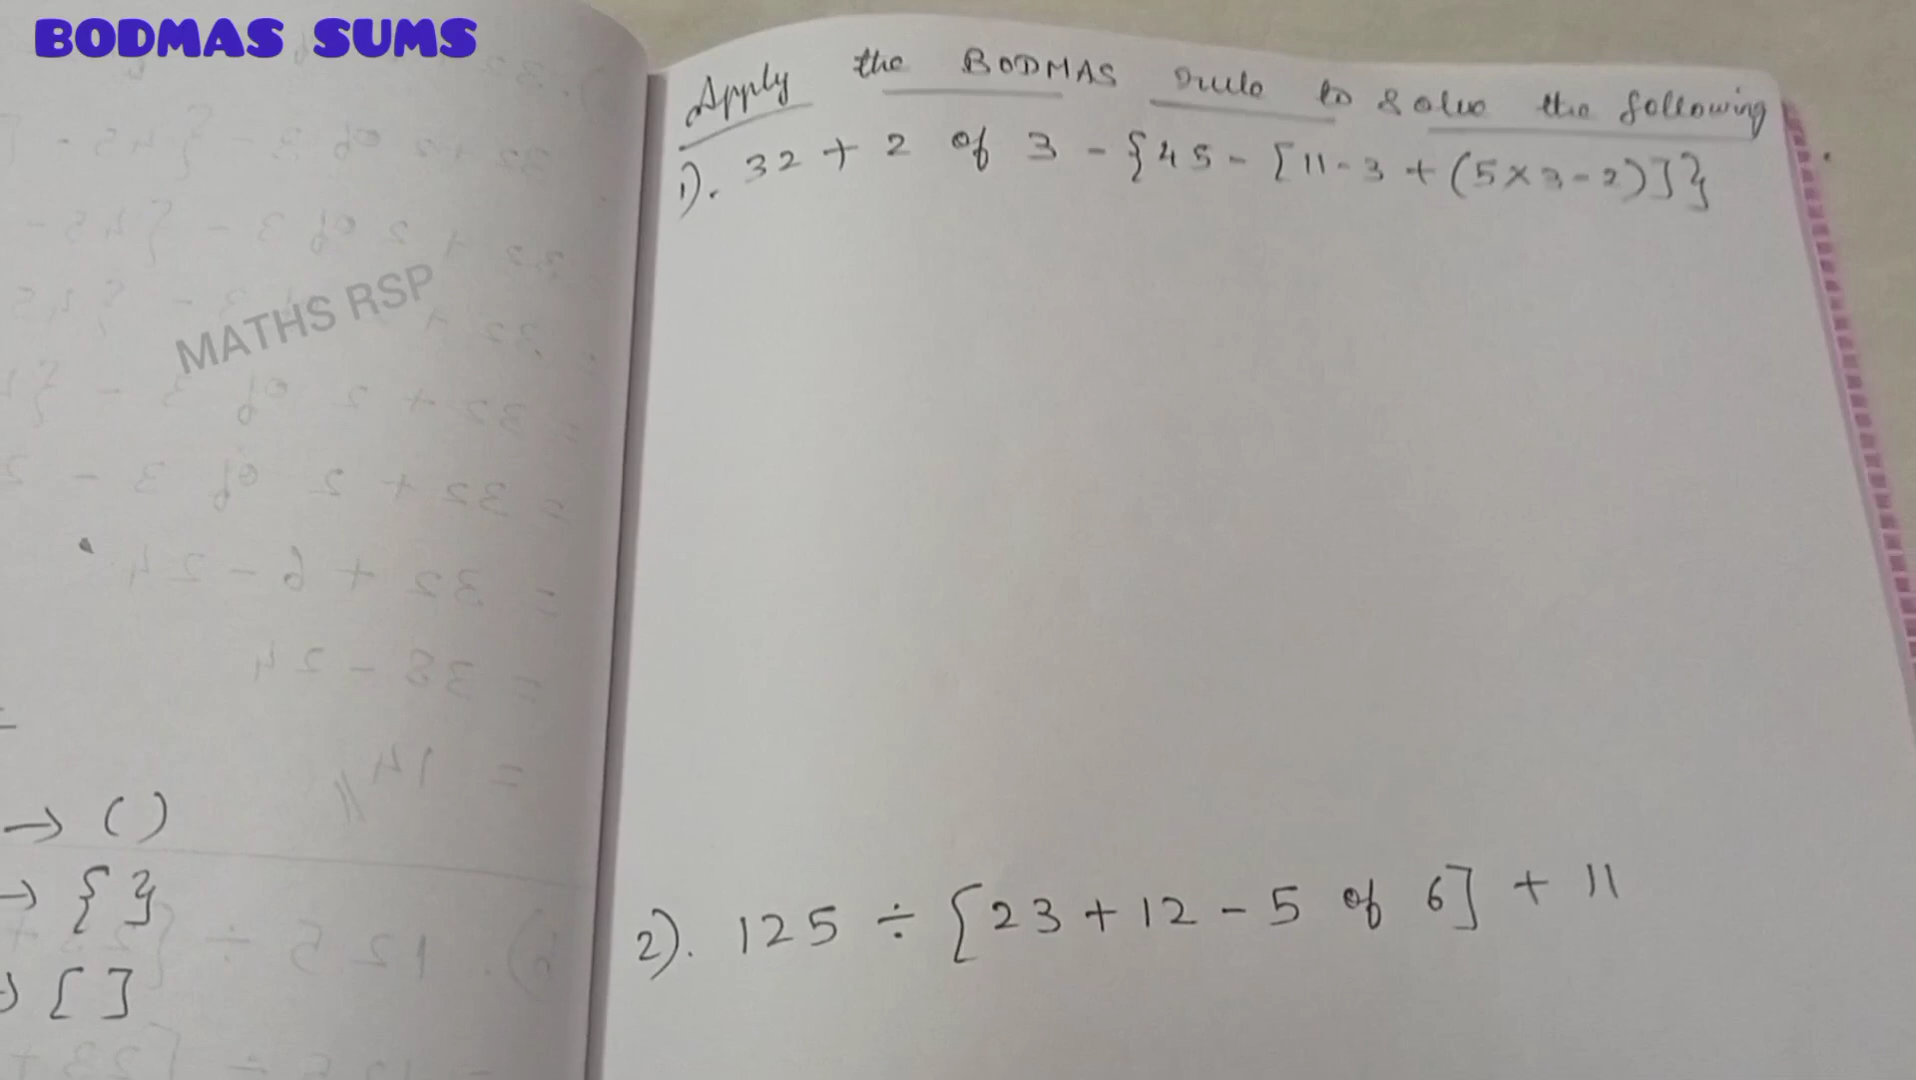 BODMAS SUMS
MATHS RSP
→ ( )
→ { }
→ [ ]
Apply the BODMAS rule to solve the following
1). 32 + 2 of 3 - {45 - [11 - 3 + (5 × 3 - 2)]}
2). 125 ÷ [23 + 12 - 5 of 6] + 11